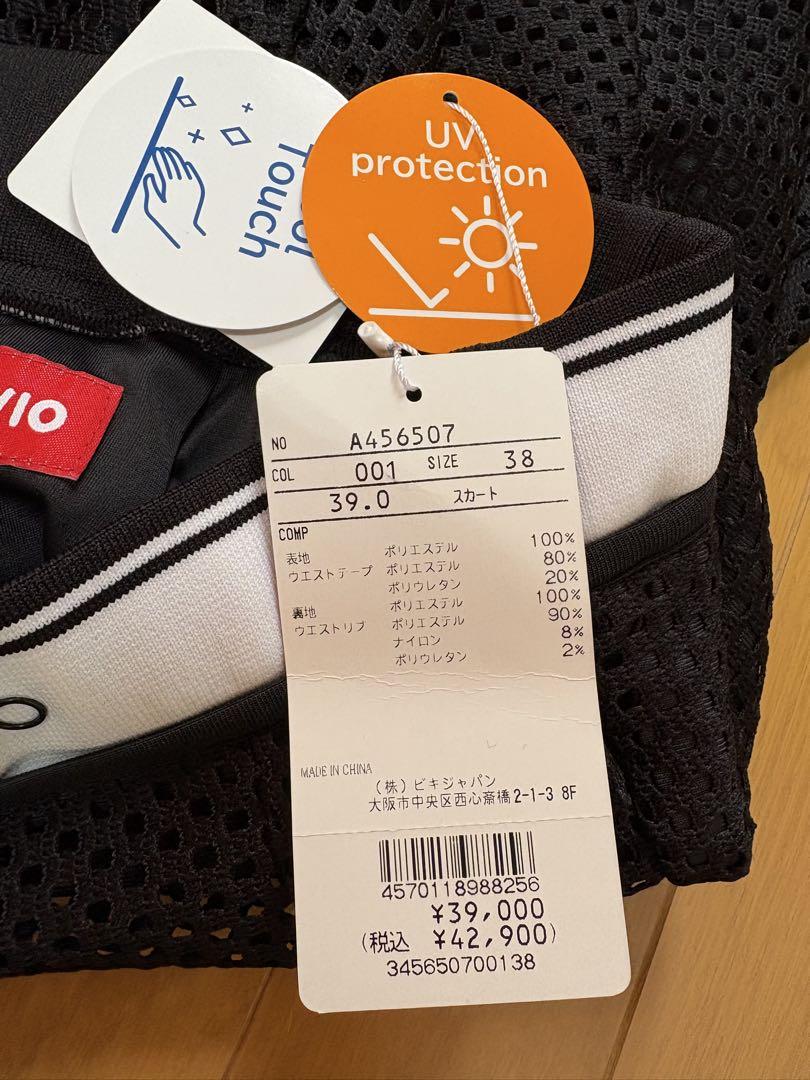 Touch
UV
protection
VIO
NO A456507
COL 001 SIZE 38
39.0 スカート
COMP
表地 ポリエステル 100%
ウエストテープ ポリエステル 80%
ポリウレタン 20%
裏地 ポリエステル 100%
ウエストリブ ポリエステル 90%
ナイロン 8%
ポリウレタン 2%
MADE IN CHINA
(株)ビキジャパン
大阪市中央区西心斎橋2-1-3 8F
4570118988256
¥39,000
(税込 ¥42,900)
345650700138